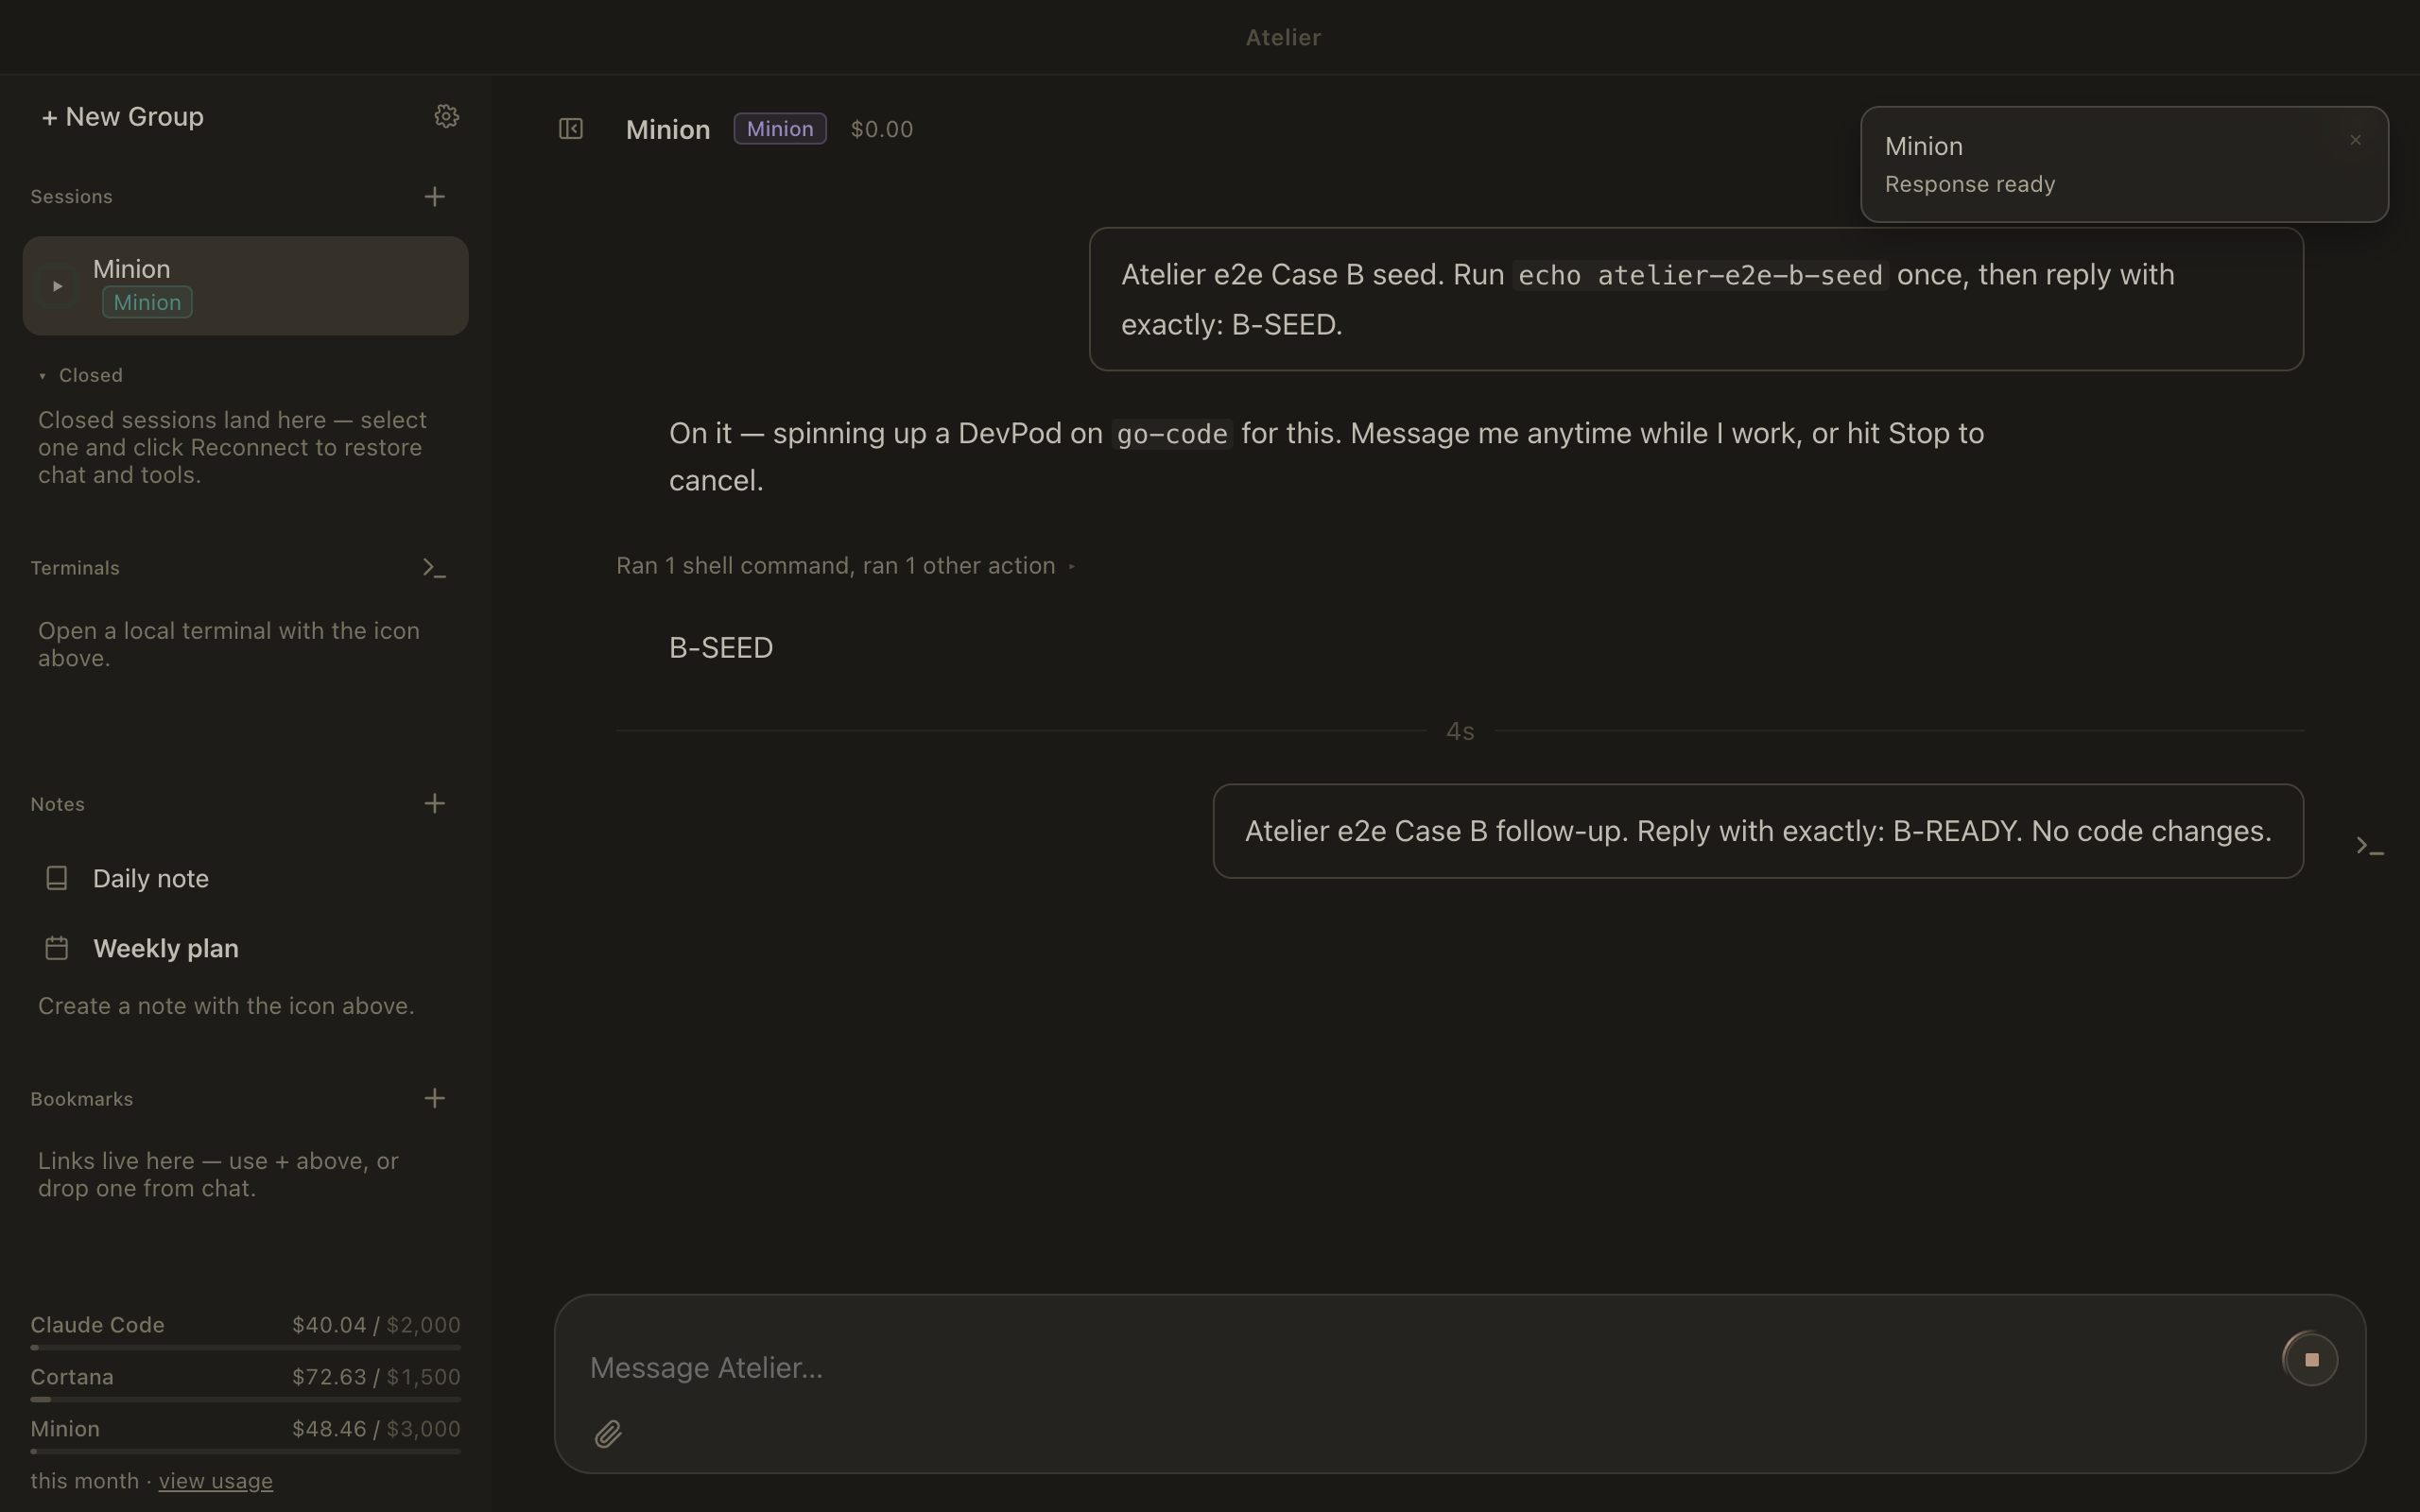 Atelier
+ New Group
Sessions
Minion
Minion
Closed
Closed sessions land here — select
one and click Reconnect to restore
chat and tools.
Terminals
Open a local terminal with the icon
above.
Notes
Daily note
Weekly plan
Create a note with the icon above.
Bookmarks
Links live here — use + above, or
drop one from chat.
Claude Code $40.04 / $2,000
Cortana $72.63 / $1,500
Minion $48.46 / $3,000
this month · view usage
Minion Minion $0.00
Minion
Response ready
Atelier e2e Case B seed. Run echo atelier-e2e-b-seed once, then reply with
exactly: B-SEED.
On it — spinning up a DevPod on go-code for this. Message me anytime while I work, or hit Stop to
cancel.
Ran 1 shell command, ran 1 other action
B-SEED
4s
Atelier e2e Case B follow-up. Reply with exactly: B-READY. No code changes.
Message Atelier...